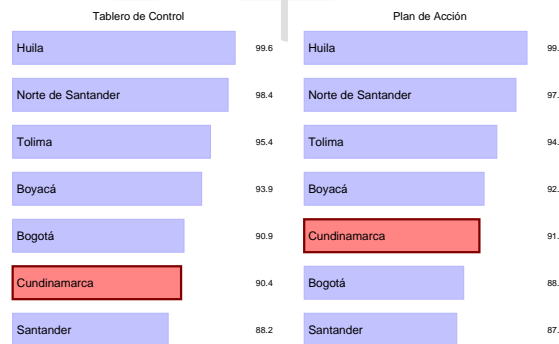 Tablero de Control
Huila 99.6
Norte de Santander 98.4
Tolima 95.4
Boyacá 93.9
Bogotá 90.9
Cundinamarca 90.4
Santander 88.2
Plan de Acción
Huila 99.
Norte de Santander 97.
Tolima 94.
Boyacá 92.
Cundinamarca 91.
Bogotá 88.
Santander 87.